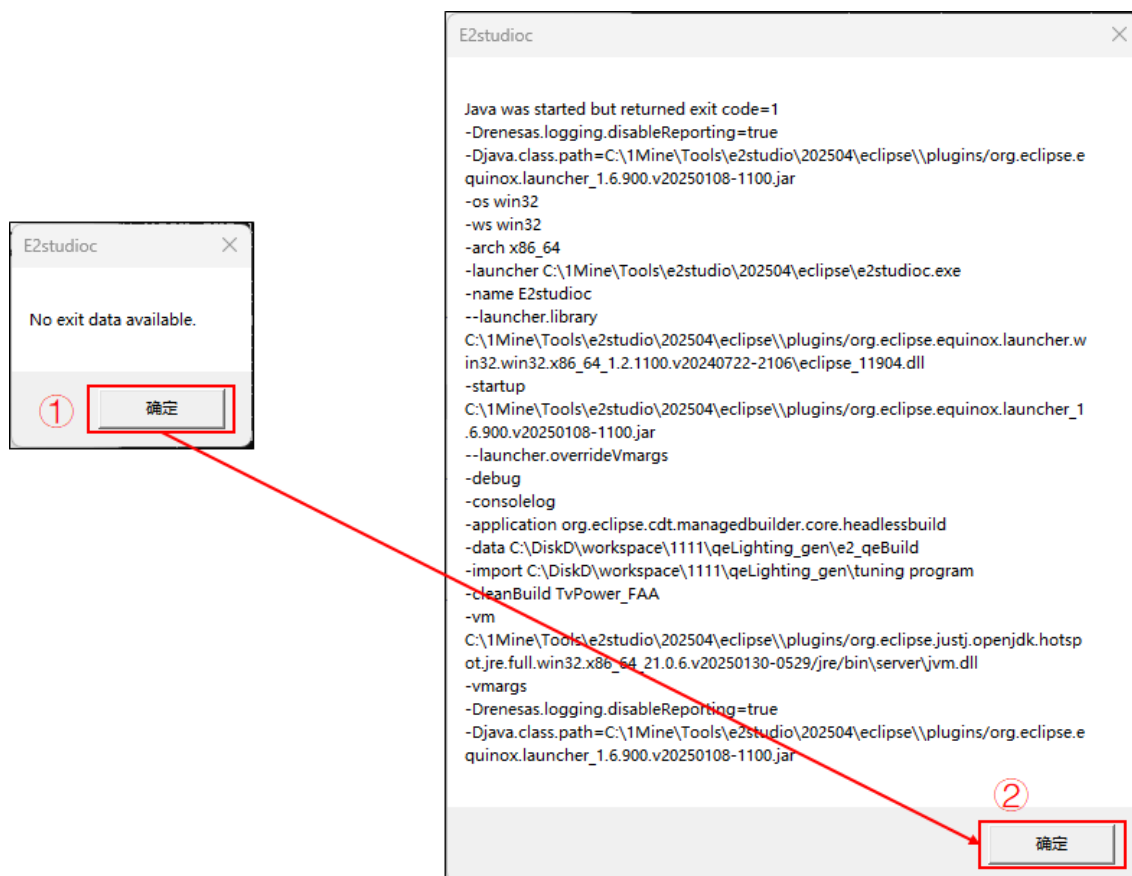 E2studioc
No exit data available.
① 确定
E2studioc
Java was started but returned exit code=1
-Drenesas.logging.disableReporting=true
-Djava.class.path=C:\1Mine\Tools\e2studio\202504\eclipse\\plugins/org.eclipse.e
quinox.launcher_1.6.900.v20250108-1100.jar
-os win32
-ws win32
-arch x86_64
-launcher C:\1Mine\Tools\e2studio\202504\eclipse\e2studioc.exe
-name E2studioc
--launcher.library
C:\1Mine\Tools\e2studio\202504\eclipse\\plugins/org.eclipse.equinox.launcher.w
in32.win32.x86_64_1.2.1100.v20240722-2106\eclipse_11904.dll
-startup
C:\1Mine\Tools\e2studio\202504\eclipse\\plugins/org.eclipse.equinox.launcher_1
.6.900.v20250108-1100.jar
--launcher.overrideVmargs
-debug
-consolelog
-application org.eclipse.cdt.managedbuilder.core.headlessbuild
-data C:\DiskD\workspace\1111\qeLighting_gen\e2_qeBuild
-import C:\DiskD\workspace\1111\qeLighting_gen\tuning program
-cleanBuild TvPower_FAA
-vm
C:\1Mine\Tools\e2studio\202504\eclipse\\plugins/org.eclipse.justj.openjdk.hotsp
ot.jre.full.win32.x86_64_21.0.6.v20250130-0529/jre/bin\server\jvm.dll
-vmargs
-Drenesas.logging.disableReporting=true
-Djava.class.path=C:\1Mine\Tools\e2studio\202504\eclipse\\plugins/org.eclipse.e
quinox.launcher_1.6.900.v20250108-1100.jar
②
确定